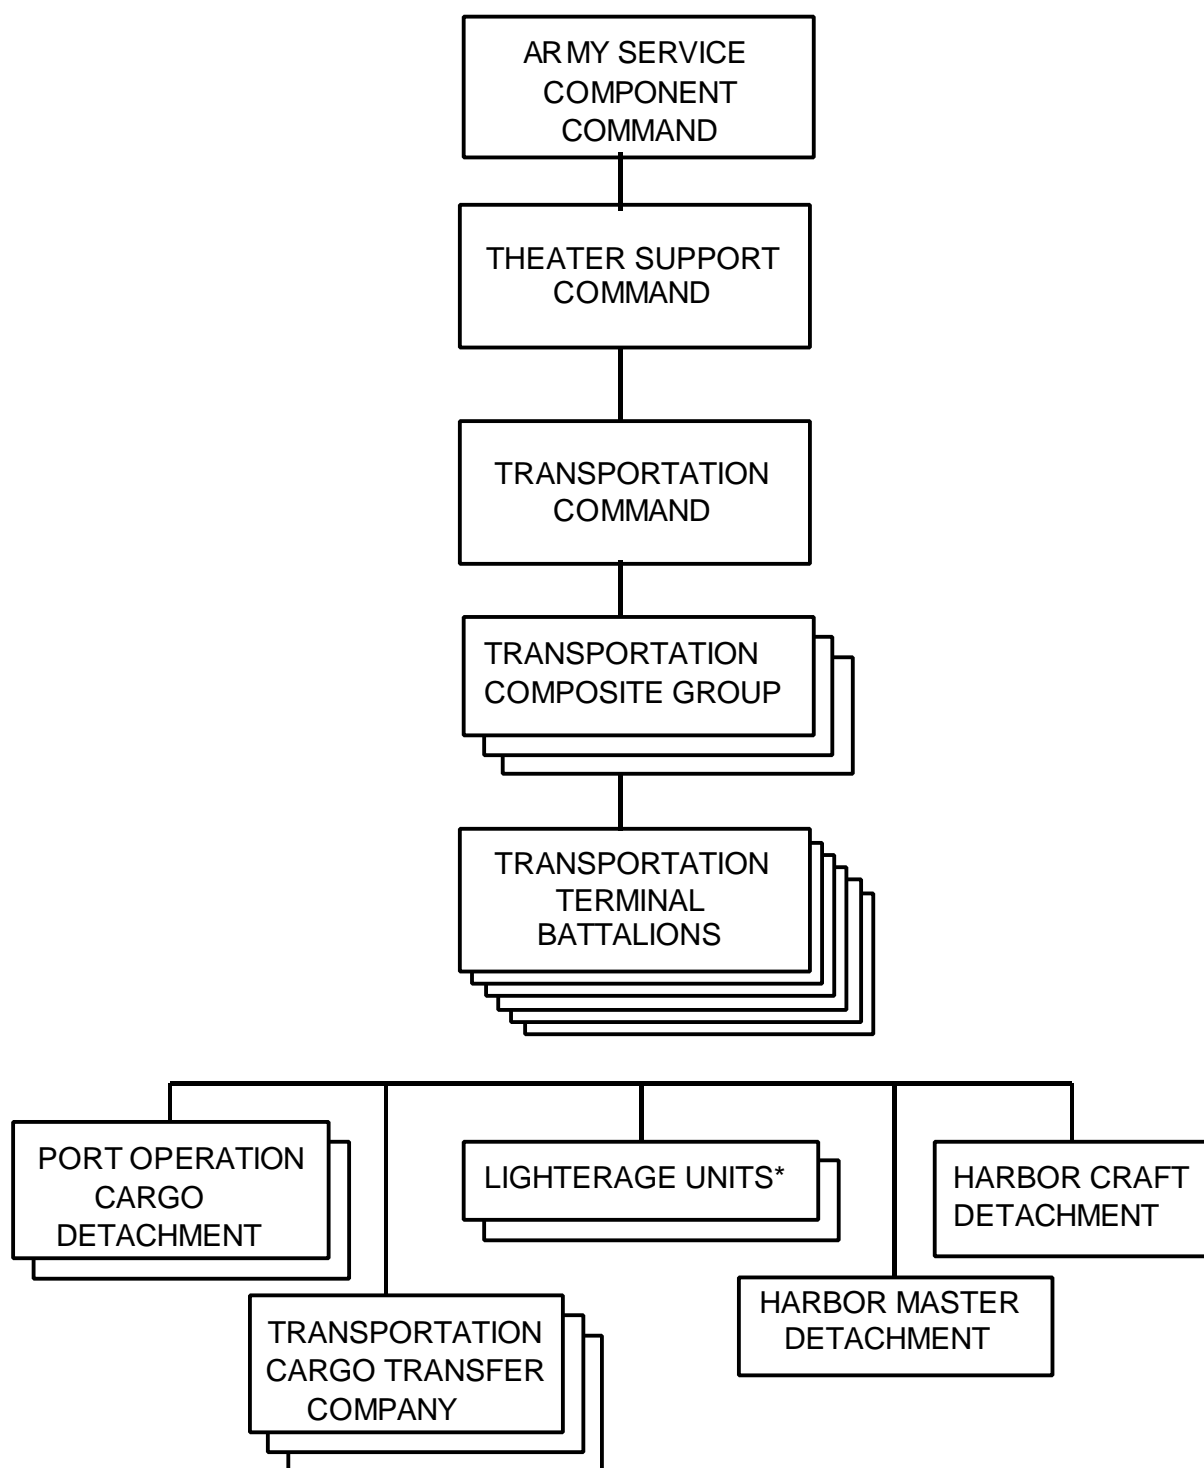 ARMY SERVICE
COMPONENT
COMMAND
THEATER SUPPORT
COMMAND
TRANSPORTATION
COMMAND
TRANSPORTATION
COMPOSITE GROUP
TRANSPORTATION
TERMINAL
BATTALIONS
PORT OPERATION
CARGO
DETACHMENT
LIGHTERAGE UNITS*
HARBOR CRAFT
DETACHMENT
TRANSPORTATION
CARGO TRANSFER
COMPANY
HARBOR MASTER
DETACHMENT